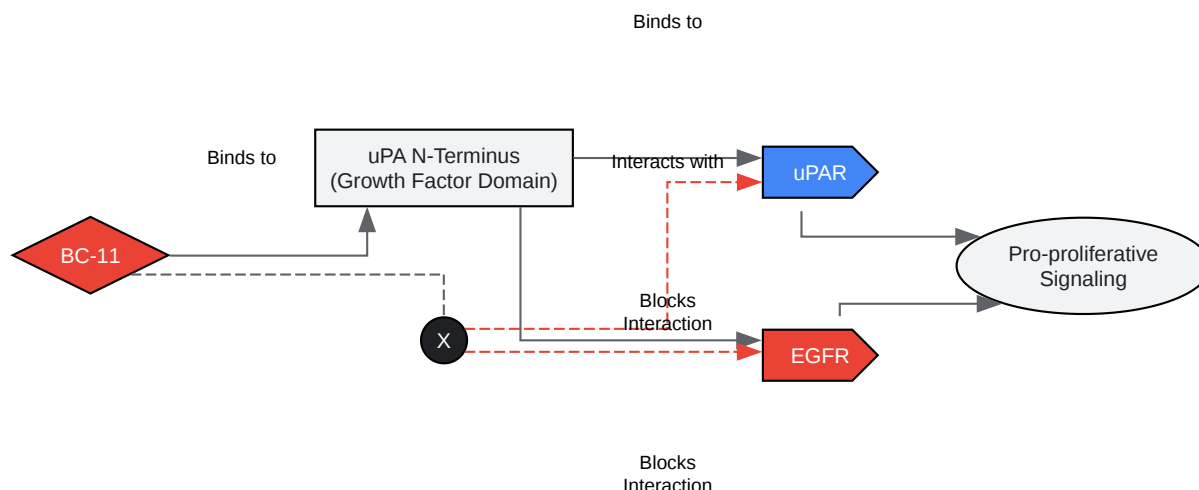 Binds to
Binds to
uPA N-Terminus
(Growth Factor Domain)
Interacts with
uPAR
BC-11
Pro-proliferative
Signaling
Blocks
Interaction
X
EGFR
Blocks
Interaction